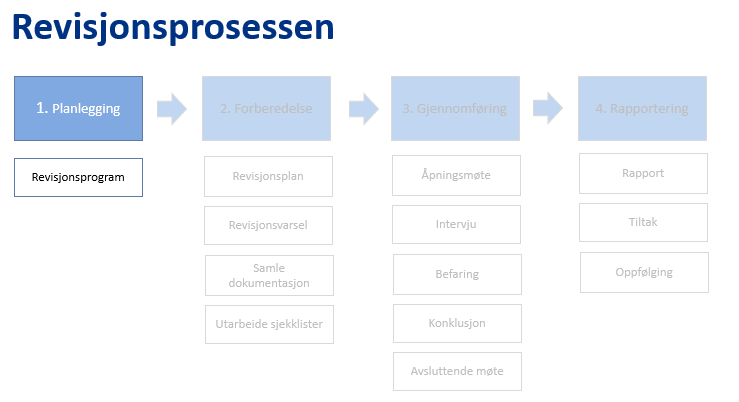 Revisjonsprosessen
1. Planlegging
2. Forberedelse
3. Gjennomføring
4. Rapportering
Revisjonsprogram
Revisjonsplan
Revisjonsvarsel
Samle
dokumentasjon
Utarbeide sjekklister
Åpningsmøte
Intervju
Befaring
Konklusjon
Avsluttende møte
Rapport
Tiltak
Oppfølging